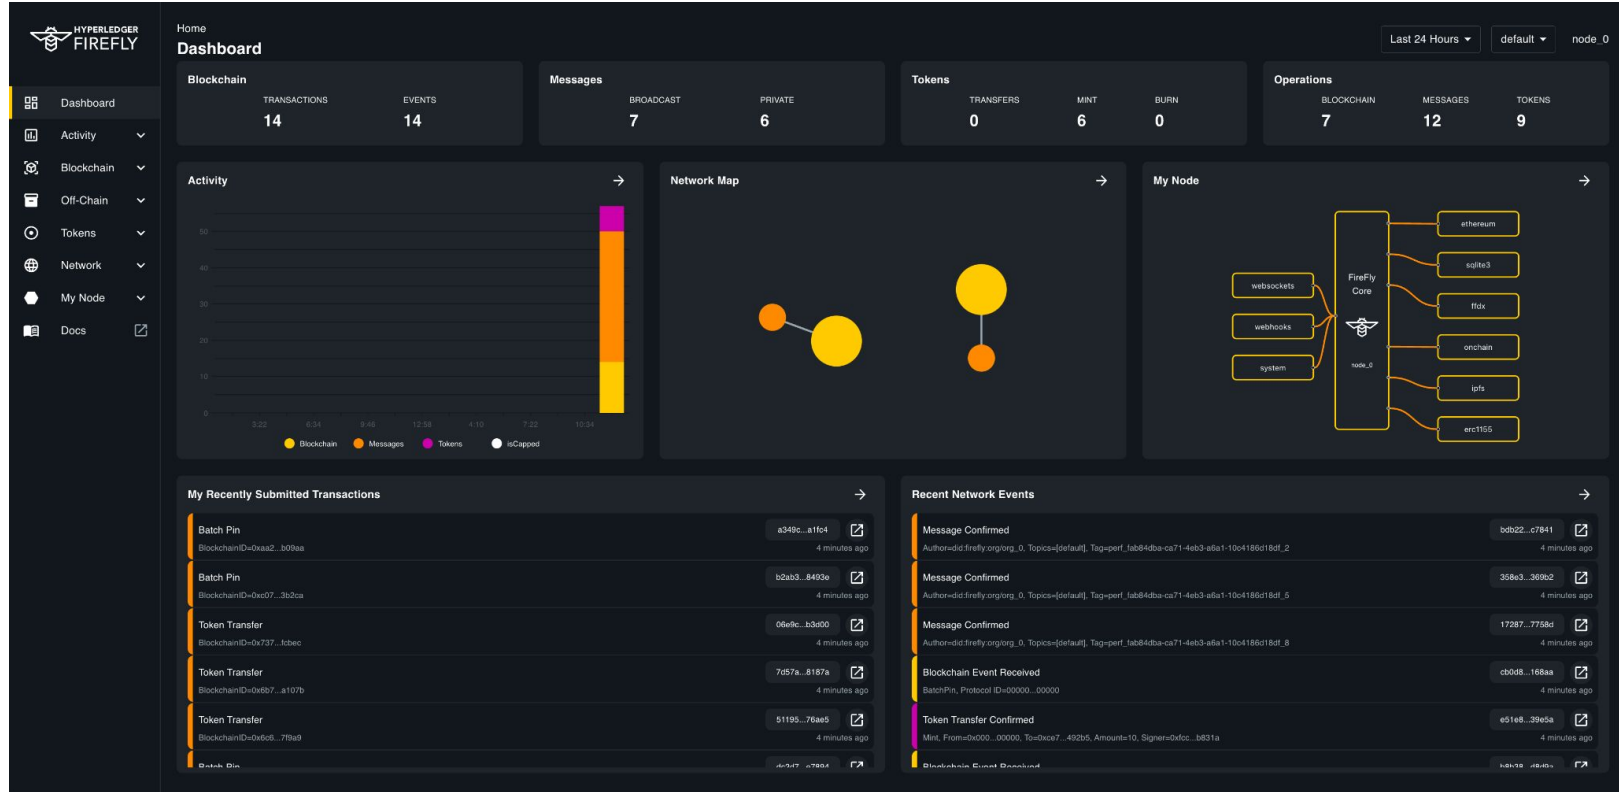 HYPERLEDGER
FIREFLY
Dashboard
Activity
Blockchain
Off-Chain
Tokens
Network
My Node
Docs
Home
Dashboard
Last 24 Hours
default
node_0
Blockchain
TRANSACTIONS EVENTS
14 14
Messages
BROADCAST PRIVATE
7 6
Tokens
TRANSFERS MINT BURN
0 6 0
Operations
BLOCKCHAIN MESSAGES TOKENS
7 12 9
Activity
50
40
30
20
10
0
3:22 6:34 9:46 12:58 4:10 7:22 10:34
Blockchain Messages Tokens isCapped
Network Map
My Node
websockets
webhooks
system
FireFly
Core
node_0
ethereum
sqlite3
ffdx
onchain
ipfs
erc1155
My Recently Submitted Transactions
Batch Pin a349c...a1fc4
BlockchainID=0xaa2...b09aa 4 minutes ago
Batch Pin b2ab3...8493e
BlockchainID=0xc07...3b2ca 4 minutes ago
Token Transfer 06e9c...b3d00
BlockchainID=0x737...fcbec 4 minutes ago
Token Transfer 7d57a...8187a
BlockchainID=0x6b7...a107b 4 minutes ago
Token Transfer 51195...76ae5
BlockchainID=0x6c6...7f9a9 4 minutes ago
Batch Pin
Recent Network Events
Message Confirmed bdb22...c7841
Author=did:firefly:org/org_0, Topics=[default], Tag=perf_fab84dba-ca71-4eb3-a6a1-10c4186d18df_2 4 minutes ago
Message Confirmed 358e3...369b2
Author=did:firefly:org/org_0, Topics=[default], Tag=perf_fab84dba-ca71-4eb3-a6a1-10c4186d18df_5 4 minutes ago
Message Confirmed 17287...7758d
Author=did:firefly:org/org_0, Topics=[default], Tag=perf_fab84dba-ca71-4eb3-a6a1-10c4186d18df_8 4 minutes ago
Blockchain Event Received cb0d8...168aa
BatchPin, Protocol ID=00000...00000 4 minutes ago
Token Transfer Confirmed e51e8...39e5a
Mint, From=0x000...00000, To=0xce7...492b5, Amount=10, Signer=0xfcc...b831a 4 minutes ago
Blockchain Event Received